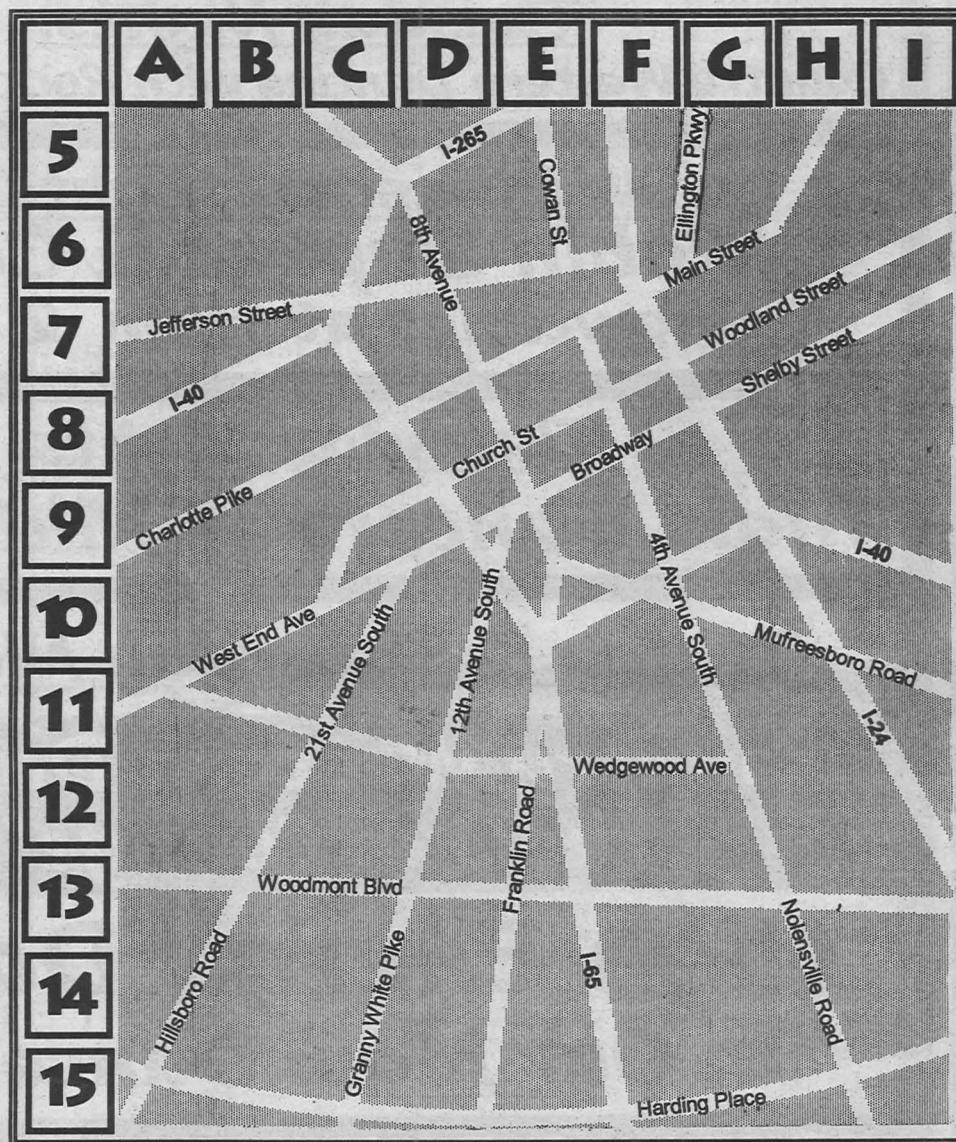 A B C D E F G H I
5
6
7
8
9
10
11
12
13
14
15
I-265
Cowan St
Ellington Pkwy
8th Avenue
Main Street
Jefferson Street
Woodland Street
Shelby Street
I-40
Church St
Broadway
Charlotte Pike
4th Avenue South
I-40
West End Ave
21st Avenue South
12th Avenue South
Mufreesboro Road
I-24
Wedgewood Ave
Franklin Road
Woodmont Blvd
Hillsboro Road
Granny White Pike
I-65
Nolensville Road
Harding Place